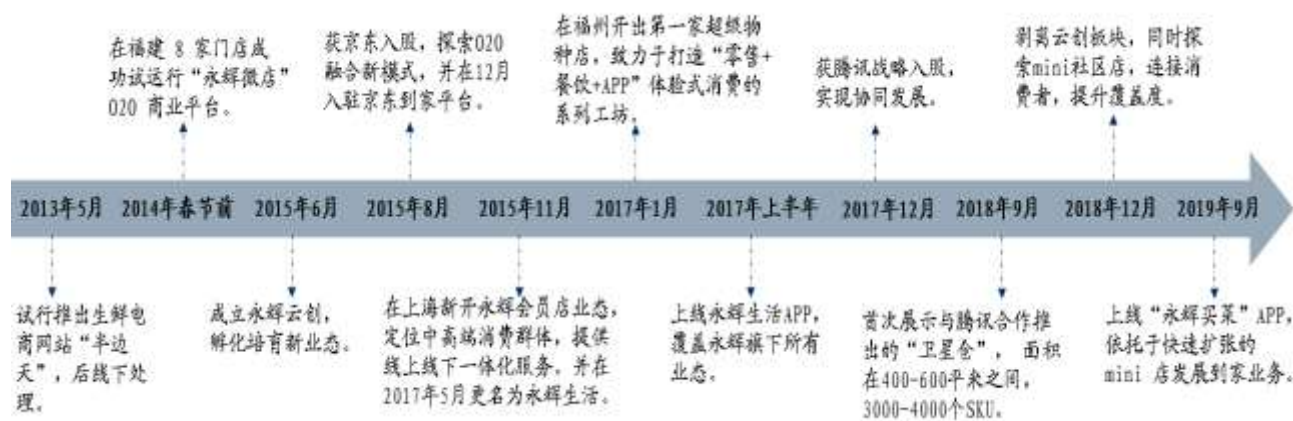 在福建 8 家门店成
功试运行“永辉微店”
O2O 商业平台。
获京东入股，探索O2O
融合新模式，并在12月
入驻京东到家平台。
在福州开出第一家超级物
种店，致力于打造“零售+
餐饮+APP”体验式消费的
系列工坊。
获腾讯战略入股，
实现协同发展。
剥离云创板块，同时探
索mini社区店，连接消
费者，提升覆盖度。
2013年5月 2014年春节前 2015年6月 2015年8月 2015年11月 2017年1月 2017年上半年 2017年12月 2018年9月 2018年12月 2019年9月
试行推出生鲜电
商网站“半边
天”，后线下处
理。
成立永辉云创，
孵化培育新业态。
在上海新开永辉会员店业态，
定位中高端消费群体，提供
线上线下一体化服务。并在
2017年5月更名为永辉生活。
上线永辉生活APP，
覆盖永辉旗下所有
业态。
首次展示与腾讯合作推
出的“卫星仓”， 面积
在400-600平米之间，
3000-4000个SKU。
上线“永辉买菜”APP，
依托于快速扩张的
mini 店发展到家业务。